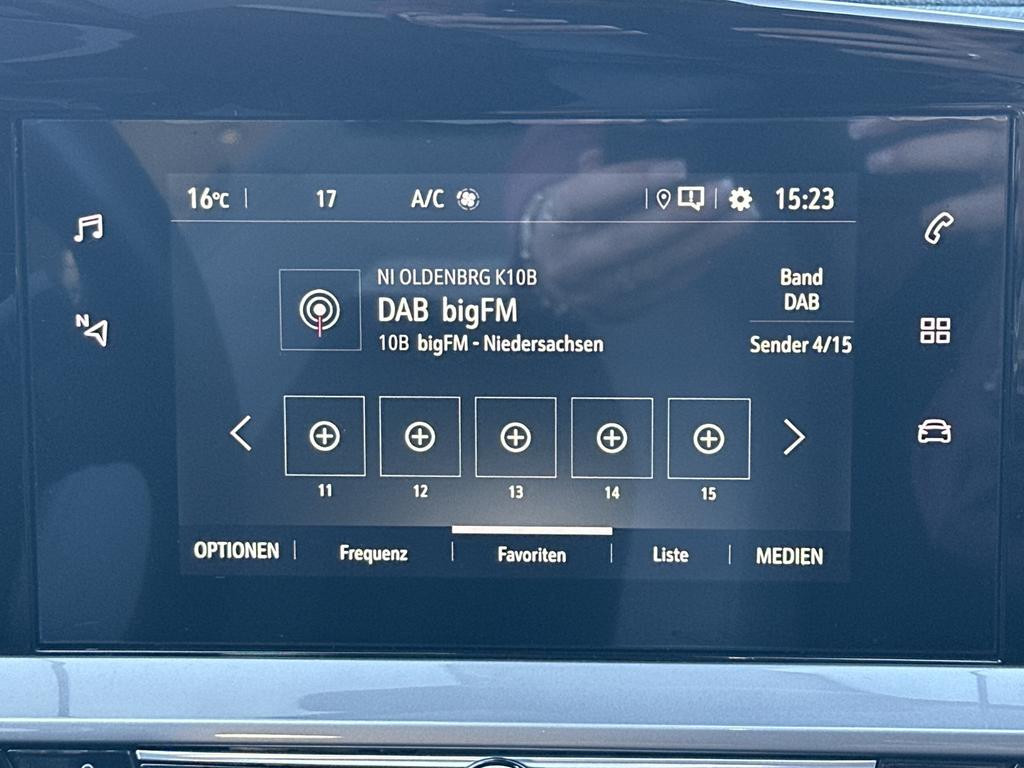 16°C 17 A/C 15:23
N
NI OLDENBRG K10B
DAB bigFM
10B bigFM - Niedersachsen
Band
DAB
Sender 4/15
11 12 13 14 15
OPTIONEN Frequenz Favoriten Liste MEDIEN